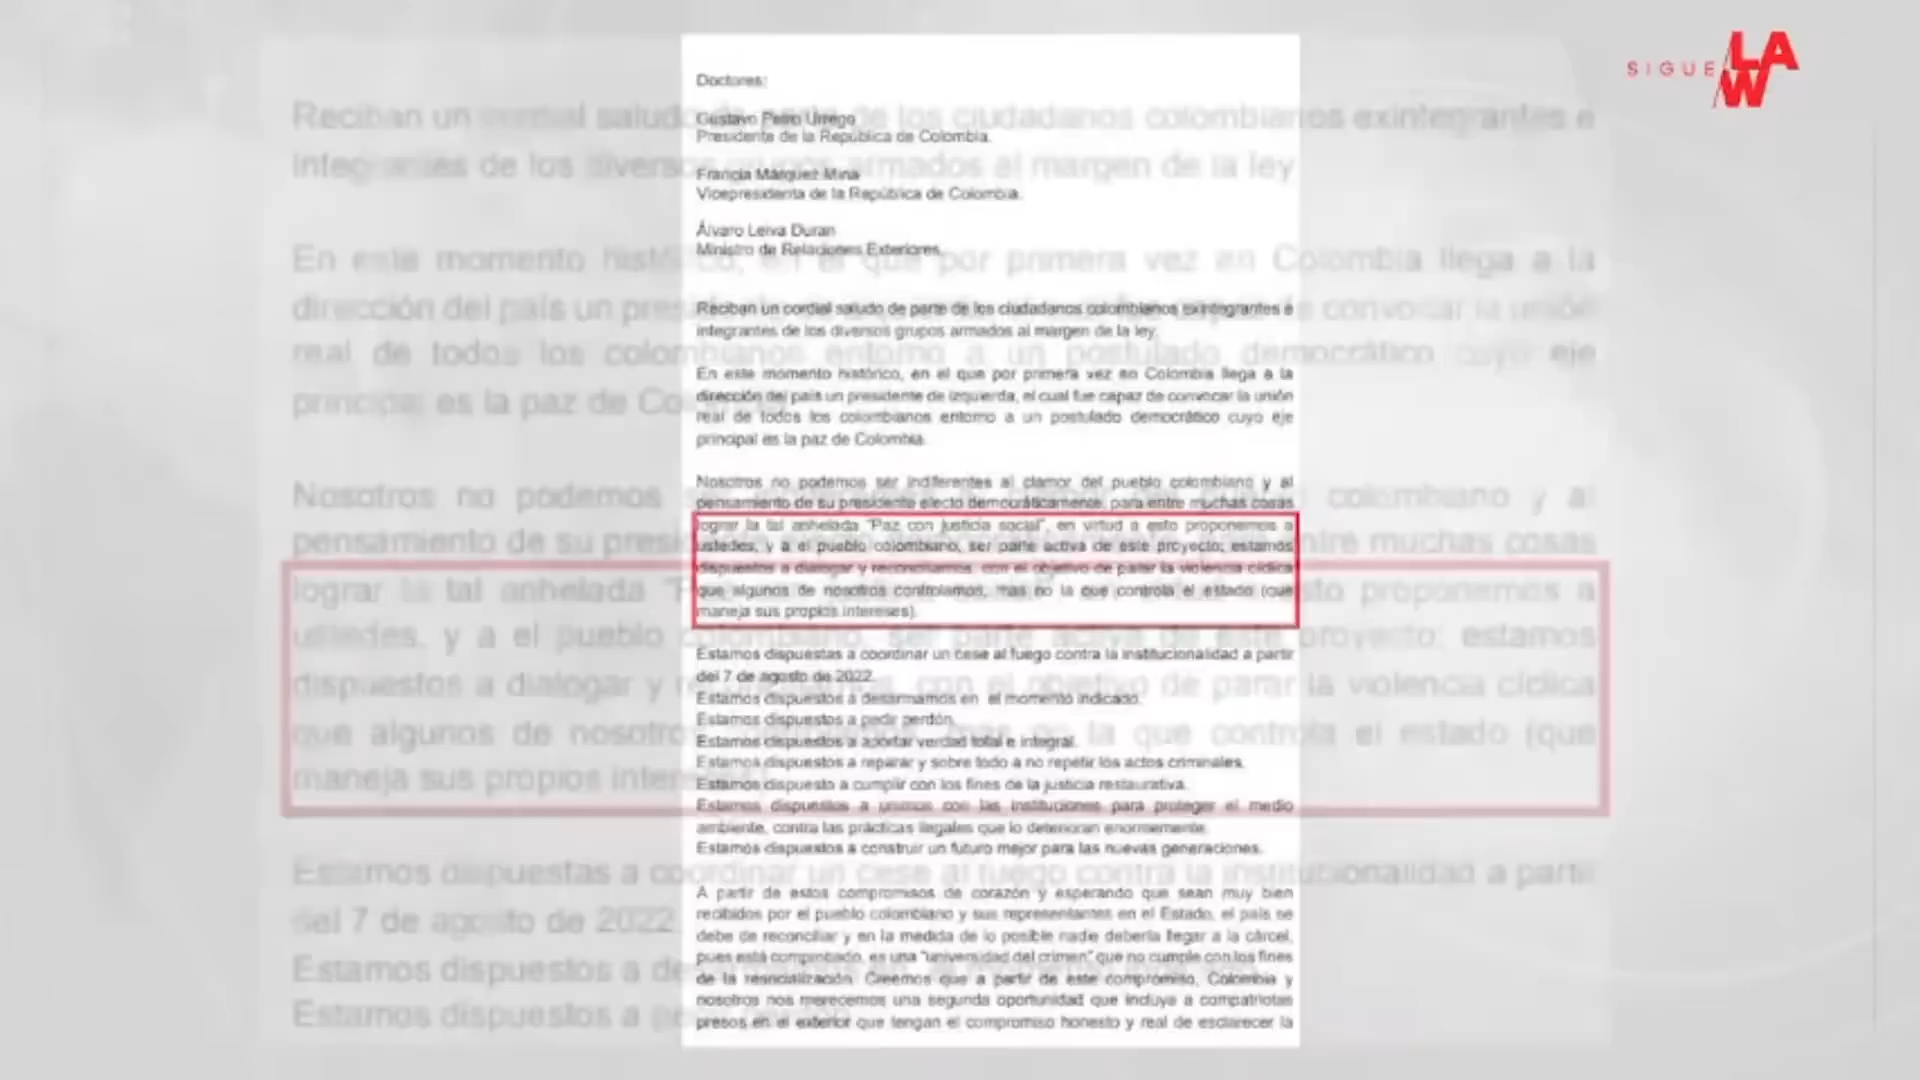 SIGUE LA W
Doctores:
Gustavo Petro Urrego
Presidente de la República de Colombia.
Francia Márquez Mina
Vicepresidenta de la República de Colombia.
Álvaro Leiva Duran
Ministro de Relaciones Exteriores.
Reciban un cordial saludo de parte de los ciudadanos colombianos exintegrantes e
integrantes de los diversos grupos armados al margen de la ley.
En este momento histórico, en el que por primera vez en Colombia llega a la
dirección del país un presidente de izquierda, el cual fue capaz de convocar la unión
real de todos los colombianos entorno a un postulado democrático cuyo eje
principal es la paz de Colombia.
Nosotros no podemos ser indiferentes al clamor del pueblo colombiano y al
pensamiento de su presidente electo democráticamente, para entre muchas cosas
lograr la tal anhelada "Paz con justicia social", en virtud a esto proponemos a
ustedes, y a el pueblo colombiano, ser parte activa de este proyecto; estamos
dispuestos a dialogar y reconciliarnos, con el objetivo de parar la violencia cíclica
que algunos de nosotros controlamos, mas no la que controla el estado (que
maneja sus propios intereses).
Estamos dispuestas a coordinar un cese al fuego contra la institucionalidad a partir
del 7 de agosto de 2022.
Estamos dispuestos a desarmarnos en el momento indicado.
Estamos dispuestos a pedir perdón.
Estamos dispuestos a aportar verdad total e integral.
Estamos dispuestos a reparar y sobre todo a no repetir los actos criminales.
Estamos dispuesto a cumplir con los fines de la justicia restaurativa.
Estamos dispuestos a unirnos con las instituciones para proteger el medio
ambiente, contra las prácticas ilegales que lo deterioran enormemente.
Estamos dispuestos a construir un futuro mejor para las nuevas generaciones.
A partir de estos compromisos de corazón y esperando que sean muy bien
recibidos por el pueblo colombiano y sus representantes en el Estado, el país se
debe de reconciliar y en la medida de lo posible nadie debería llegar a la cárcel,
pues está comprobado, es una "universidad del crimen" que no cumple con los fines
de la resocialización. Creemos que a partir de este compromiso, Colombia y
nosotros nos merecemos una segunda oportunidad que incluya a compatriotas
presos en el exterior que tengan el compromiso honesto y real de esclarecer la